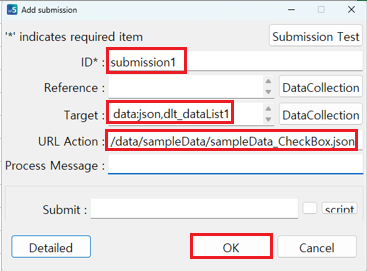 Add submission
'*' indicates required item
Submission Test
ID* : submission1
Reference : DataCollection
Target : data:json,dlt_dataList1 DataCollection
URL Action : /data/sampleData/sampleData_CheckBox.json
Process Message :
Submit : script
Detailed OK Cancel